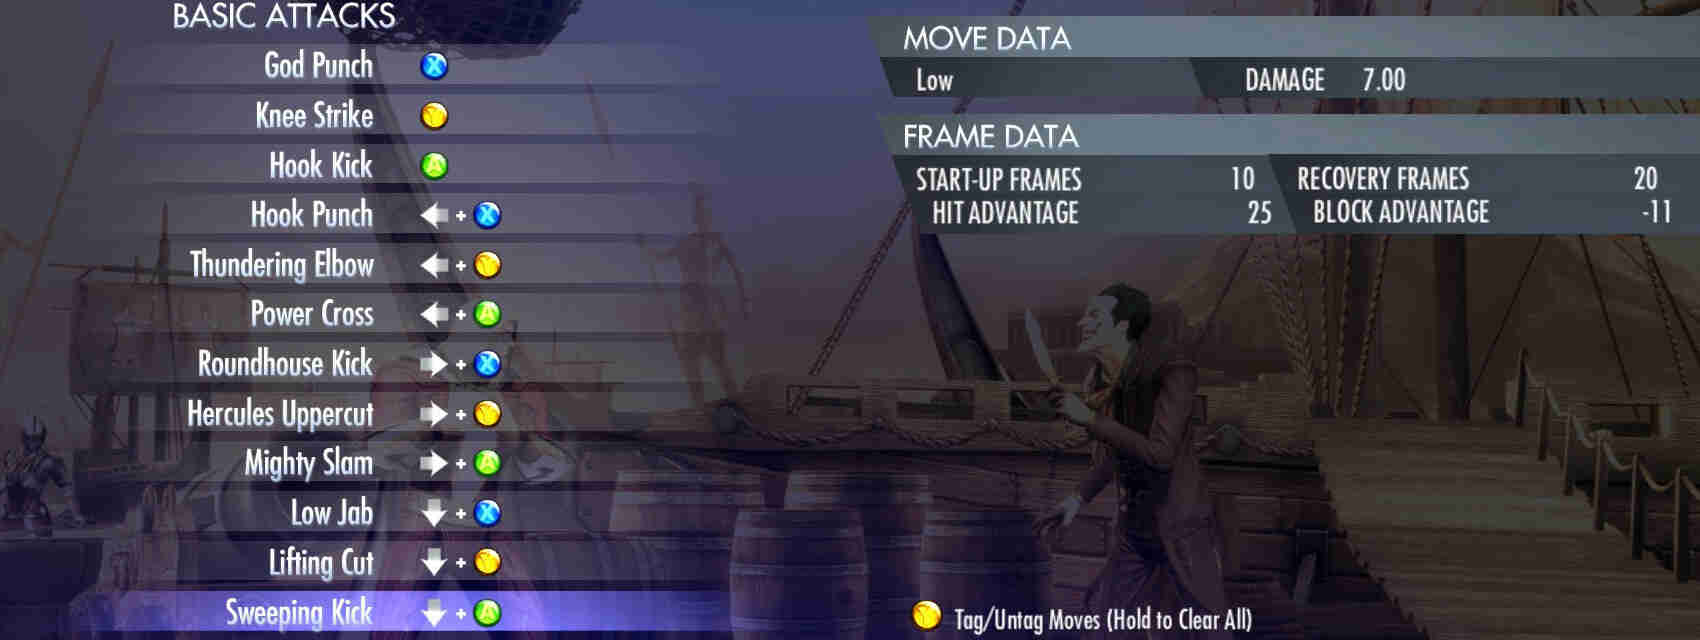 BASIC ATTACKS
God Punch X
Knee Strike Y
Hook Kick A
Hook Punch + X
Thundering Elbow + Y
Power Cross + A
Roundhouse Kick + X
Hercules Uppercut + Y
Mighty Slam + A
Low Jab + X
Lifting Cut + Y
Sweeping Kick + A
MOVE DATA
Low DAMAGE 7.00
FRAME DATA
START-UP FRAMES 10 RECOVERY FRAMES 20
HIT ADVANTAGE 25 BLOCK ADVANTAGE -11
Y Tag/Untag Moves (Hold to Clear All)